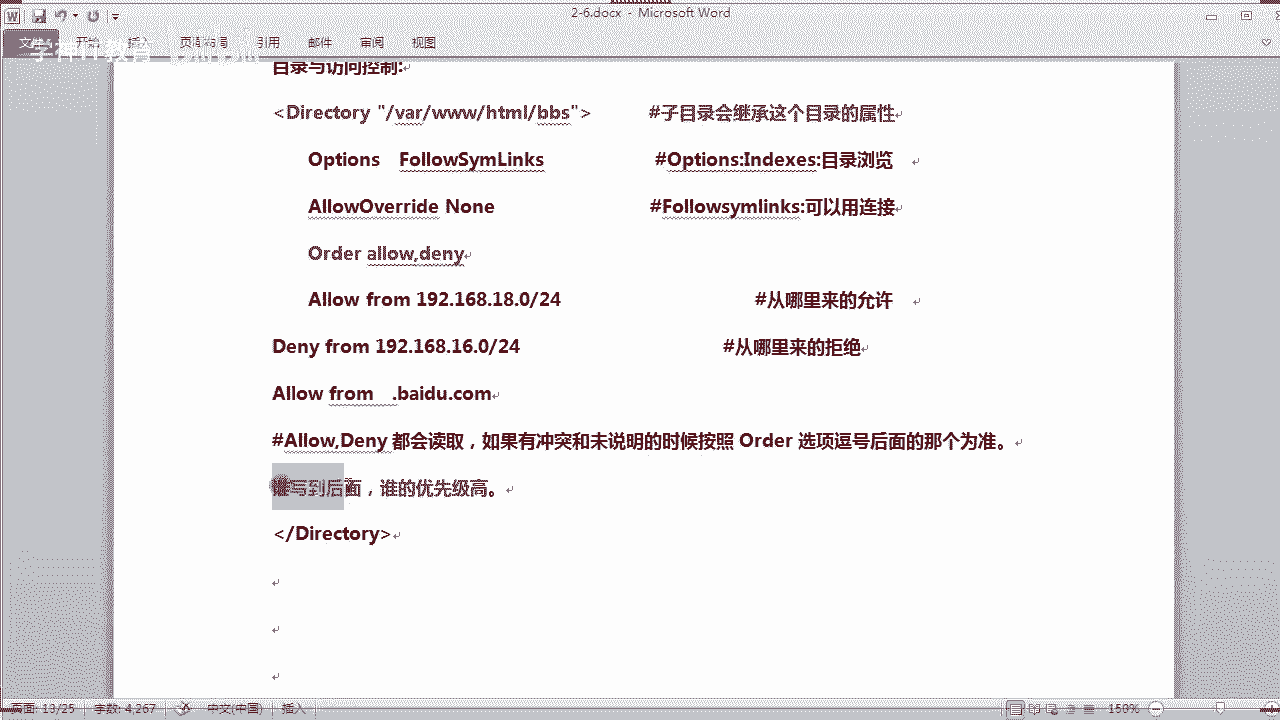 2-6.docx - Microsoft Word
文件 开始 插入 页面布局 引用 邮件 审阅 视图
目录与访问控制:
<Directory "/var/www/html/bbs"> #子目录会继承这个目录的属性
Options FollowSymLinks #Options:Indexes:目录浏览
AllowOverride None #Followsymlinks:可以用连接
Order allow,deny
Allow from 192.168.18.0/24 #从哪里来的允许
Deny from 192.168.16.0/24 #从哪里来的拒绝
Allow from .baidu.com
#Allow,Deny 都会读取，如果有冲突和未说明的时候按照 Order 选项逗号后面的那个为准。
谁写到后面，谁的优先级高。
</Directory>
页面: 13/25 字数: 4,267 中文(中国) 插入 150%